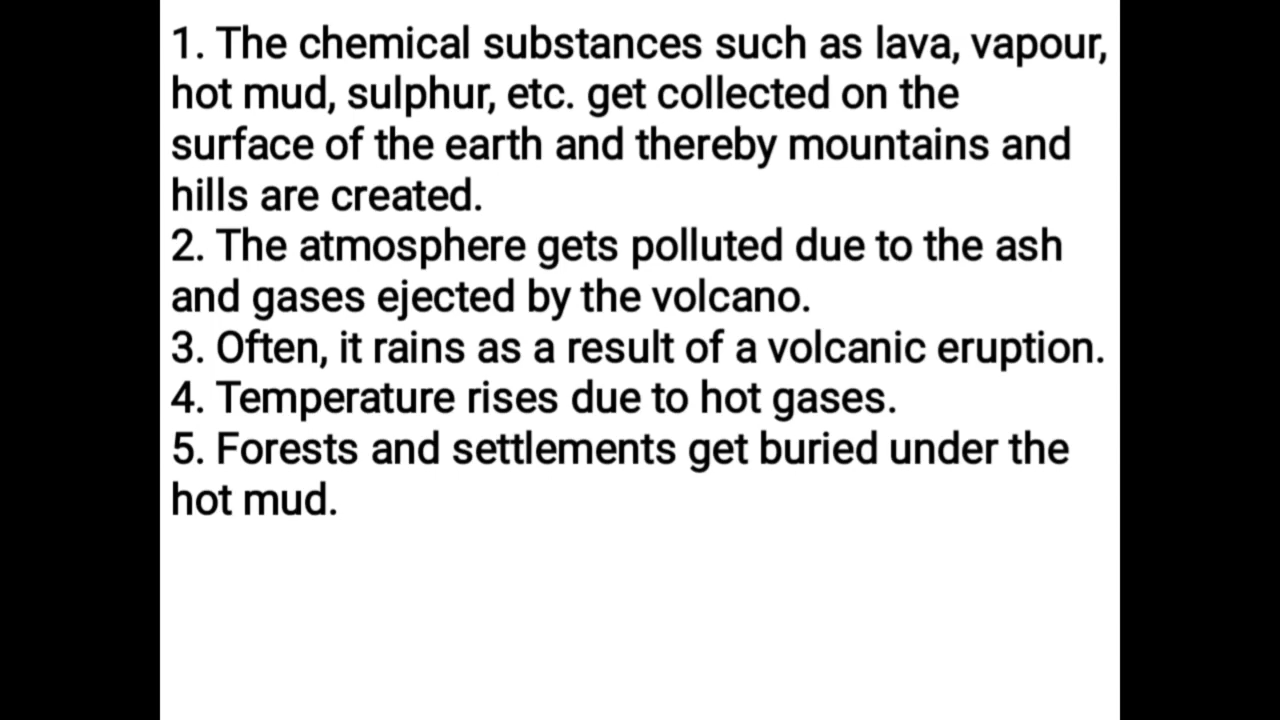 1. The chemical substances such as lava, vapour,
hot mud, sulphur, etc. get collected on the
surface of the earth and thereby mountains and
hills are created.
2. The atmosphere gets polluted due to the ash
and gases ejected by the volcano.
3. Often, it rains as a result of a volcanic eruption.
4. Temperature rises due to hot gases.
5. Forests and settlements get buried under the
hot mud.